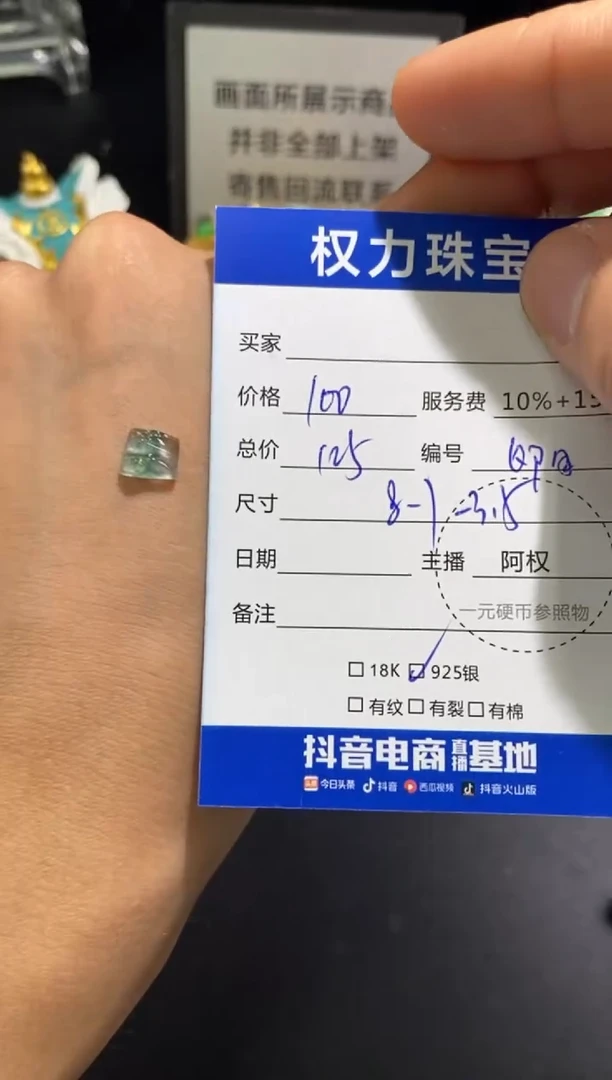 画面所展示商
并非全部上架
寄售回流联系
权力珠宝
买家
价格 100 服务费 10%+15
总价 125 编号
尺寸 8-7-3.5
日期 主播 阿权
备注 一元硬币参照物
18K 925银
有纹 有裂 有棉
抖音电商直播基地
头条 今日头条 抖音 西瓜视频 抖音火山版